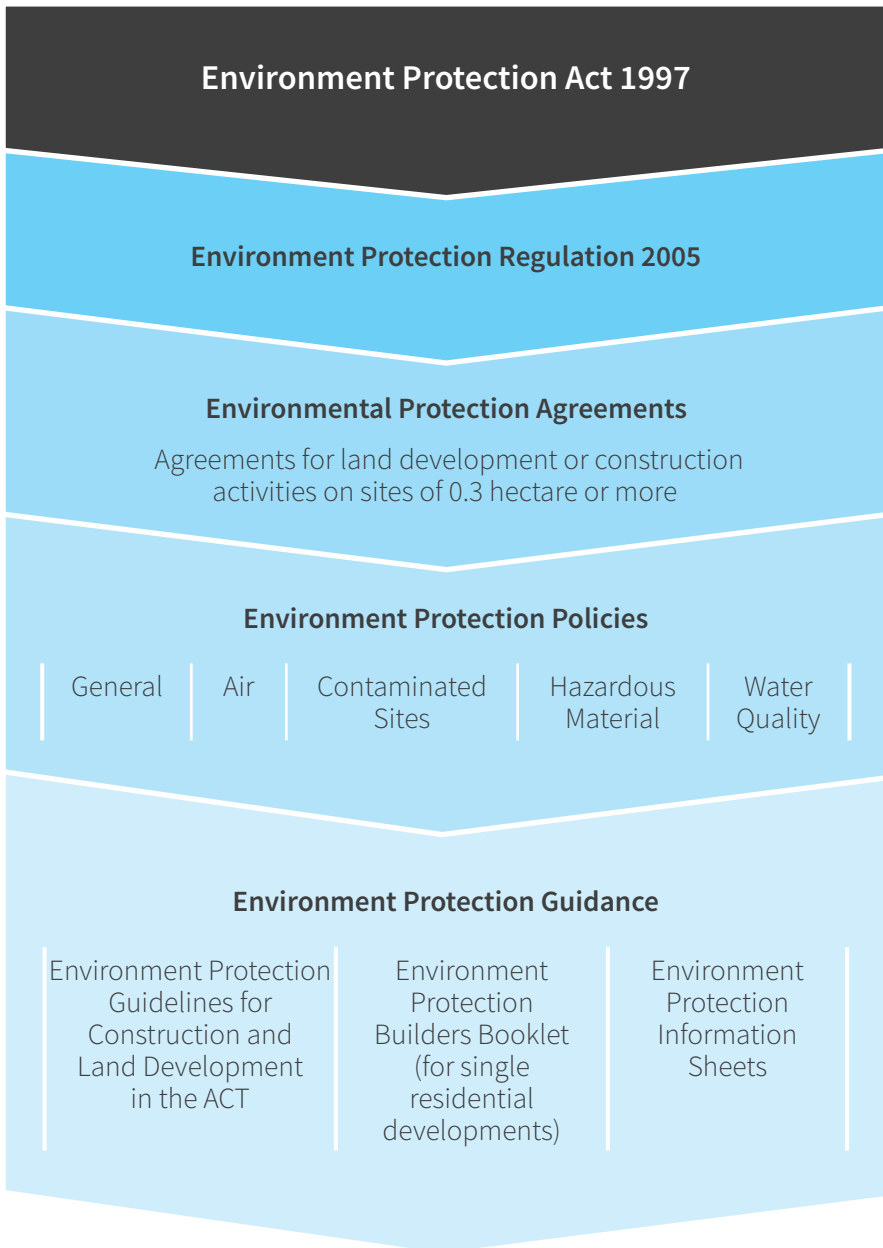 Environment Protection Act 1997
Environment Protection Regulation 2005
Environmental Protection Agreements
Agreements for land development or construction
activities on sites of 0.3 hectare or more
Environment Protection Policies
General
Air
Contaminated
Sites
Hazardous
Material
Water
Quality
Environment Protection Guidance
Environment Protection
Guidelines for
Construction and
Land Development
in the ACT
Environment
Protection
Builders Booklet
(for single
residential
developments)
Environment
Protection
Information
Sheets